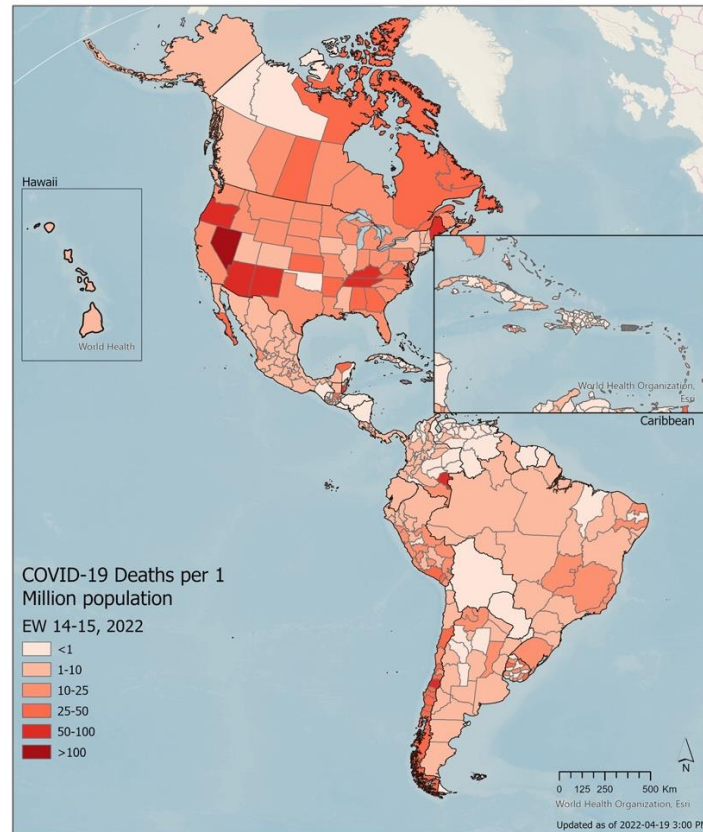 Hawaii
World Health
World Health Organization,
Esri
Caribbean
COVID-19 Deaths per 1
Million population
EW 14-15, 2022
<1
1-10
10-25
25-50
50-100
>100
N
0 125 250 500 Km
World Health Organization, Esri
Updated as of 2022-04-19 3:00 PM